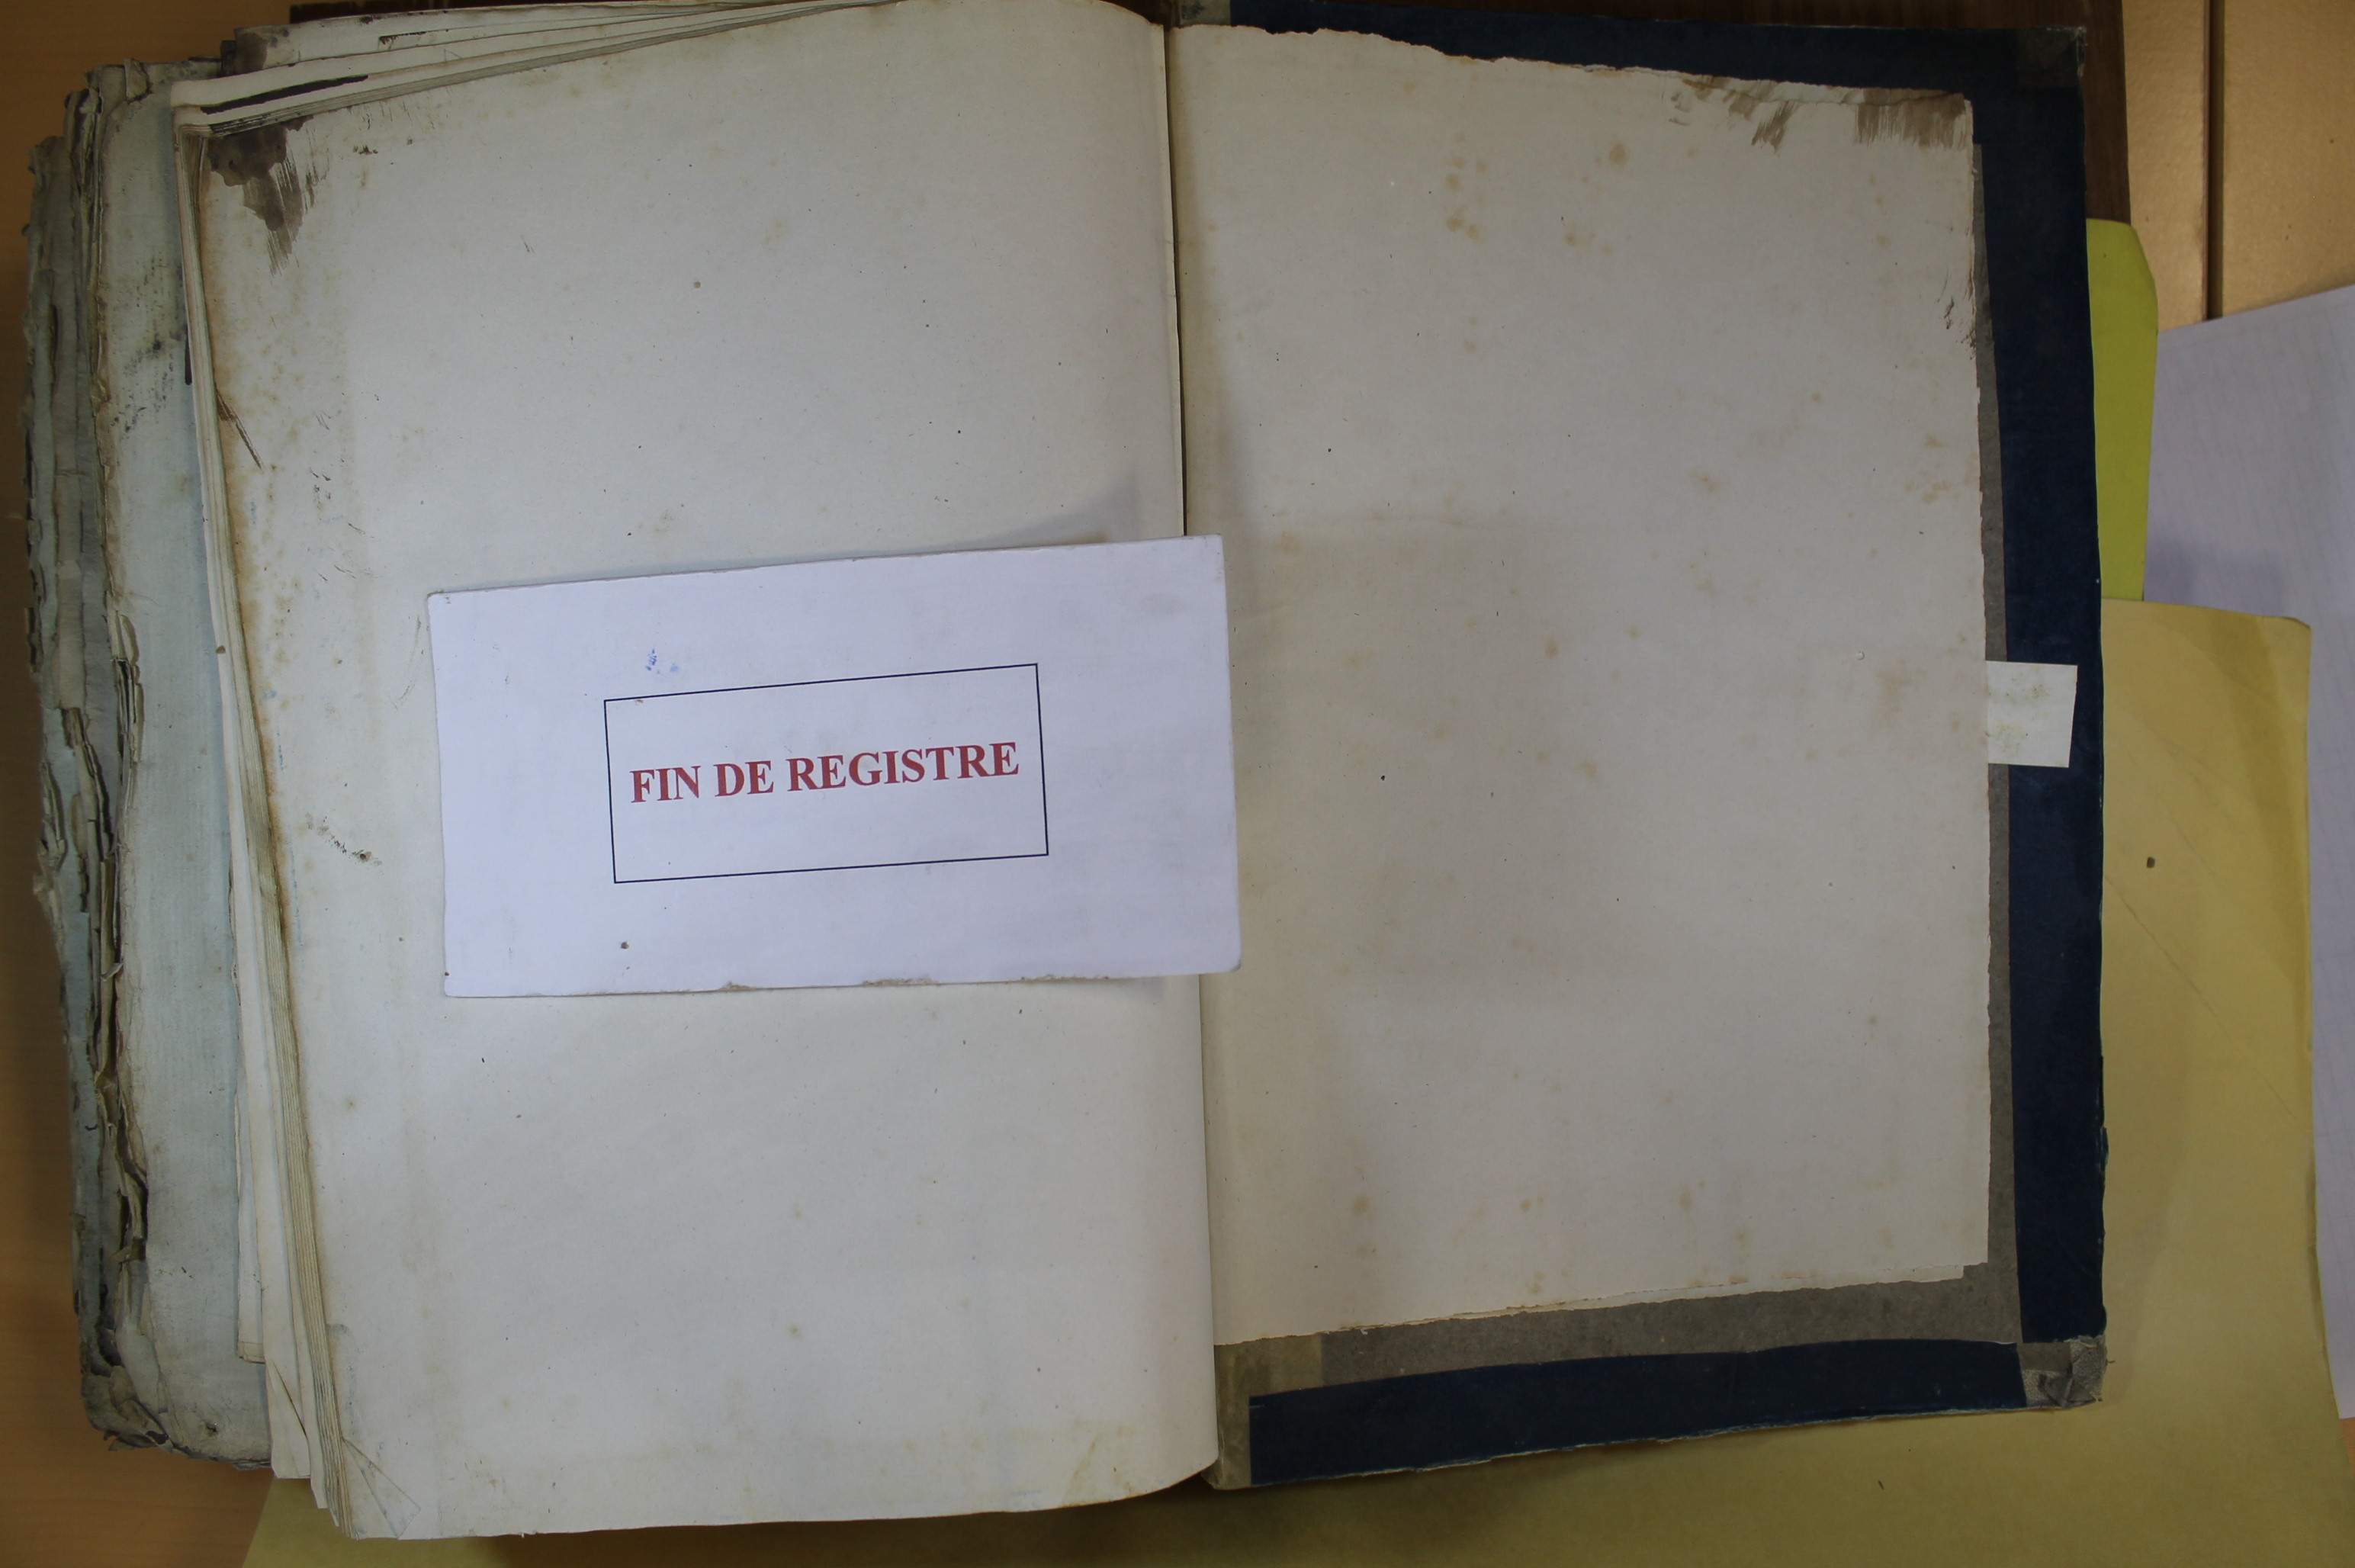 FIN DE REGISTRE